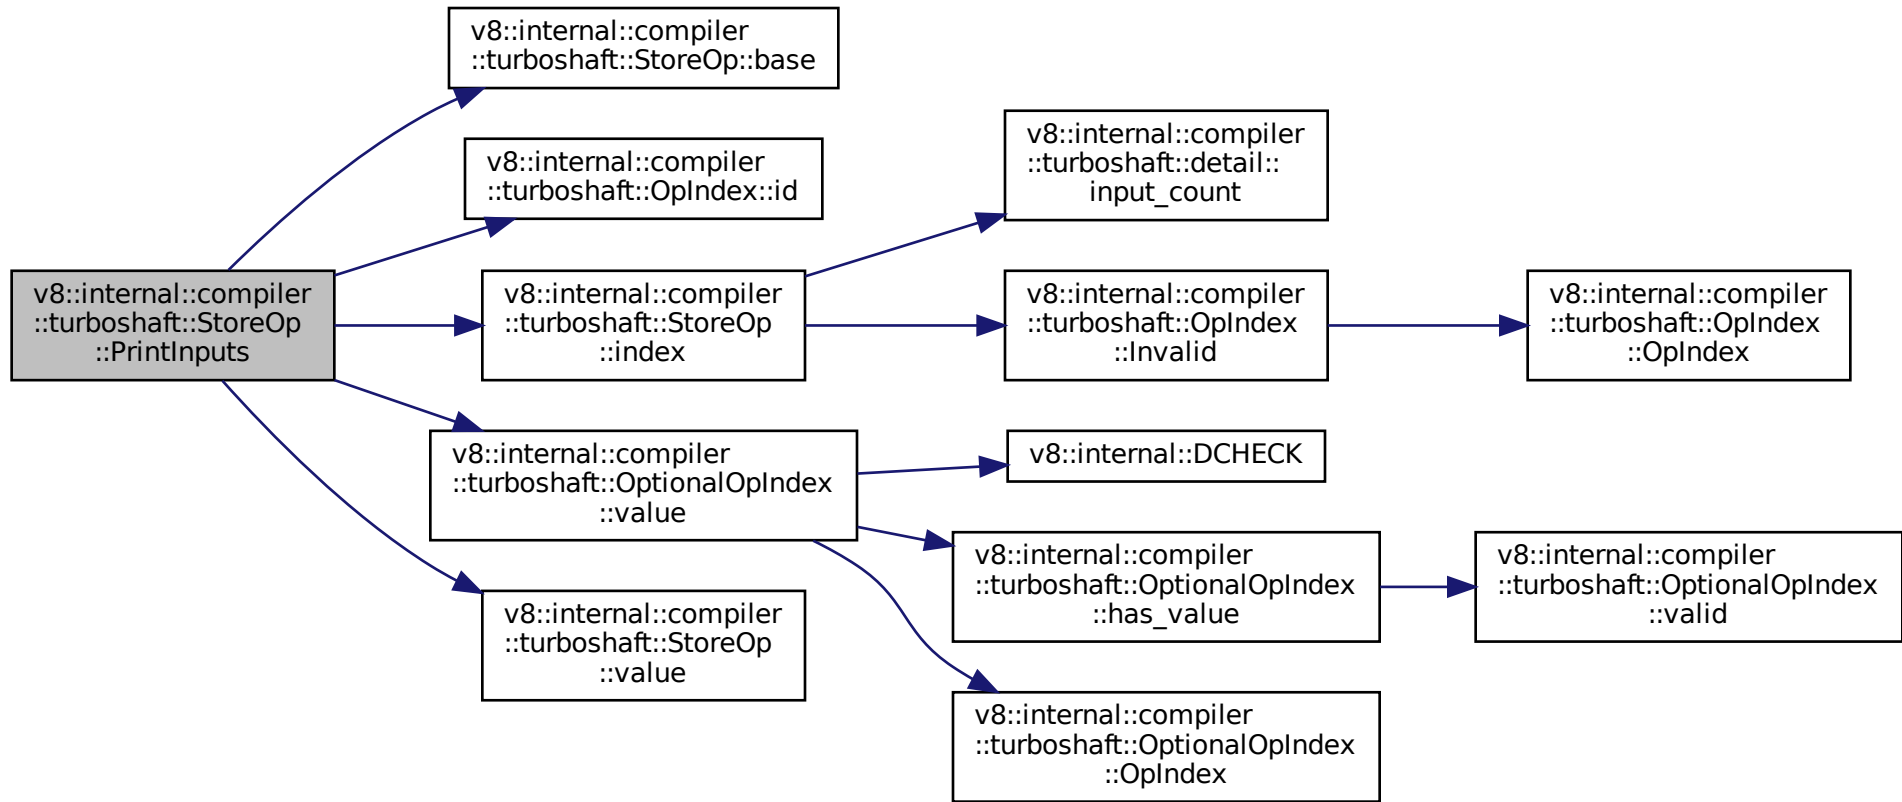 v8::internal::compiler
::turboshaft::StoreOp
::PrintInputs
v8::internal::compiler
::turboshaft::StoreOp::base
v8::internal::compiler
::turboshaft::OpIndex::id
v8::internal::compiler
::turboshaft::StoreOp
::index
v8::internal::compiler
::turboshaft::detail::
input_count
v8::internal::compiler
::turboshaft::OpIndex
::Invalid
v8::internal::compiler
::turboshaft::OpIndex
::OpIndex
v8::internal::compiler
::turboshaft::OptionalOpIndex
::value
v8::internal::DCHECK
v8::internal::compiler
::turboshaft::OptionalOpIndex
::has_value
v8::internal::compiler
::turboshaft::OptionalOpIndex
::valid
v8::internal::compiler
::turboshaft::OptionalOpIndex
::OpIndex
v8::internal::compiler
::turboshaft::StoreOp
::value